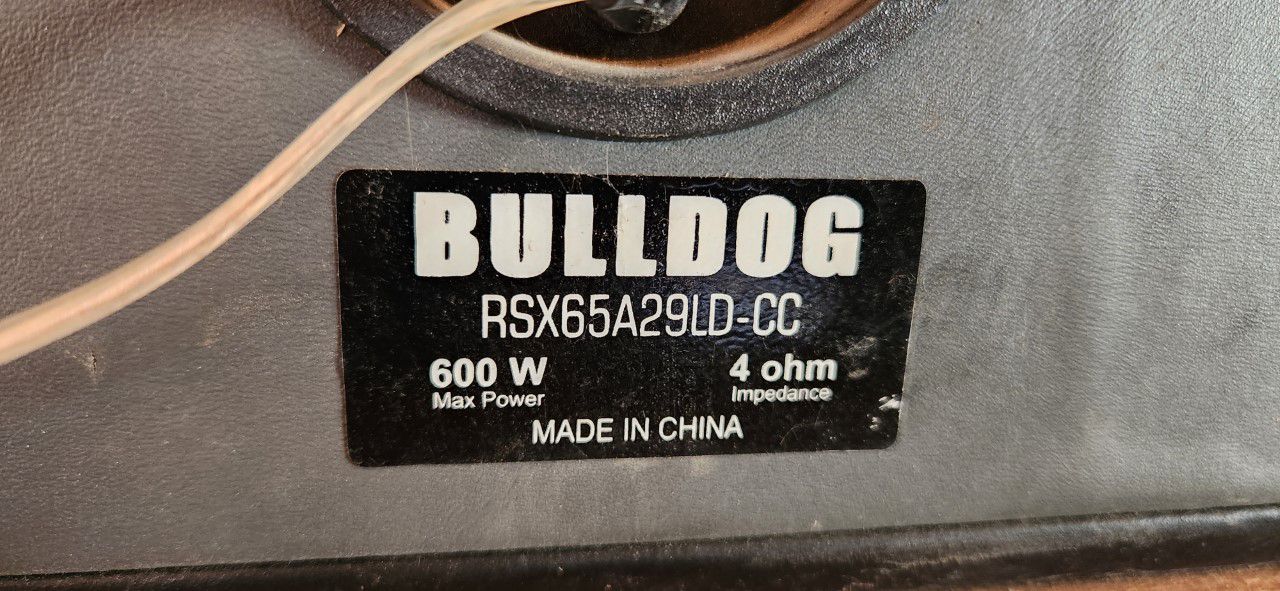 BULLDOG
RSX65A29LD-CC
600 W
Max Power
4 ohm
Impedance
MADE IN CHINA